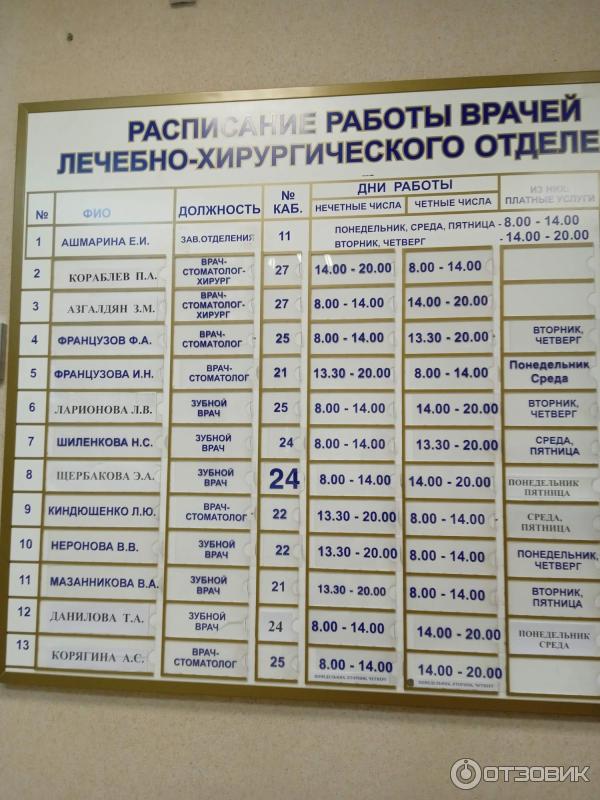 РАСПИСАНИЕ РАБОТЫ ВРАЧЕЙ
ЛЕЧЕБНО-ХИРУРГИЧЕСКОГО ОТДЕЛЕ
№ ФИО ДОЛЖНОСТЬ № КАБ. ДНИ РАБОТЫ НЕЧЕТНЫЕ ЧИСЛА ЧЕТНЫЕ ЧИСЛА ИЗ НИХ: ПЛАТНЫЕ УСЛУГИ
1 АШМАРИНА Е.И. ЗАВ.ОТДЕЛЕНИЯ 11 ПОНЕДЕЛЬНИК, СРЕДА, ПЯТНИЦА - 8.00 - 14.00
ВТОРНИК, ЧЕТВЕРГ - 14.00 - 20.00
2 КОРАБЛЕВ П.А. ВРАЧ-СТОМАТОЛОГ-ХИРУРГ 27 14.00 - 20.00 8.00 - 14.00
3 АЗГАЛДЯН З.М. ВРАЧ-СТОМАТОЛОГ-ХИРУРГ 27 8.00 - 14.00 14.00 - 20.00
4 ФРАНЦУЗОВ Ф.А. ВРАЧ-СТОМАТОЛОГ 25 8.00 - 14.00 13.30 - 20.00 ВТОРНИК, ЧЕТВЕРГ
5 ФРАНЦУЗОВА И.Н. ВРАЧ-СТОМАТОЛОГ 21 13.30 - 20.00 8.00 - 14.00 Понедельник Среда
6 ЛАРИОНОВА Л.В. ЗУБНОЙ ВРАЧ 25 8.00 - 14.00 14.00 - 20.00 ВТОРНИК, ЧЕТВЕРГ
7 ШИЛЕНКОВА Н.С. ЗУБНОЙ ВРАЧ 24 8.00 - 14.00 13.30 - 20.00 СРЕДА, ПЯТНИЦА
8 ЩЕРБАКОВА Э.А. ЗУБНОЙ ВРАЧ 24 8.00 - 14.00 14.00 - 20.00 ПОНЕДЕЛЬНИК ПЯТНИЦА
9 КИНДЮШЕНКО Л.Ю. ВРАЧ-СТОМАТОЛОГ 22 13.30 - 20.00 8.00 - 14.00 СРЕДА, ПЯТНИЦА
10 НЕРОНОВА В.В. ЗУБНОЙ ВРАЧ 22 13.30 - 20.00 8.00 - 14.00 ПОНЕДЕЛЬНИК, ЧЕТВЕРГ
11 МАЗАННИКОВА В.А. ЗУБНОЙ ВРАЧ 21 13.30 - 20.00 8.00 - 14.00 ВТОРНИК, ПЯТНИЦА
12 ДАНИЛОВА Т.А. ЗУБНОЙ ВРАЧ 24 8.00 - 14.00 14.00 - 20.00 ПОНЕДЕЛЬНИК СРЕДА
13 КОРЯГИНА А.С. ВРАЧ-СТОМАТОЛОГ 25 8.00 - 14.00 14.00 - 20.00
ПОНЕДЕЛЬНИК, ВТОРНИК, ЧЕТВЕРГ ПОНЕДЕЛЬНИК, ВТОРНИК, ЧЕТВЕРГ
ОТЗОВИК